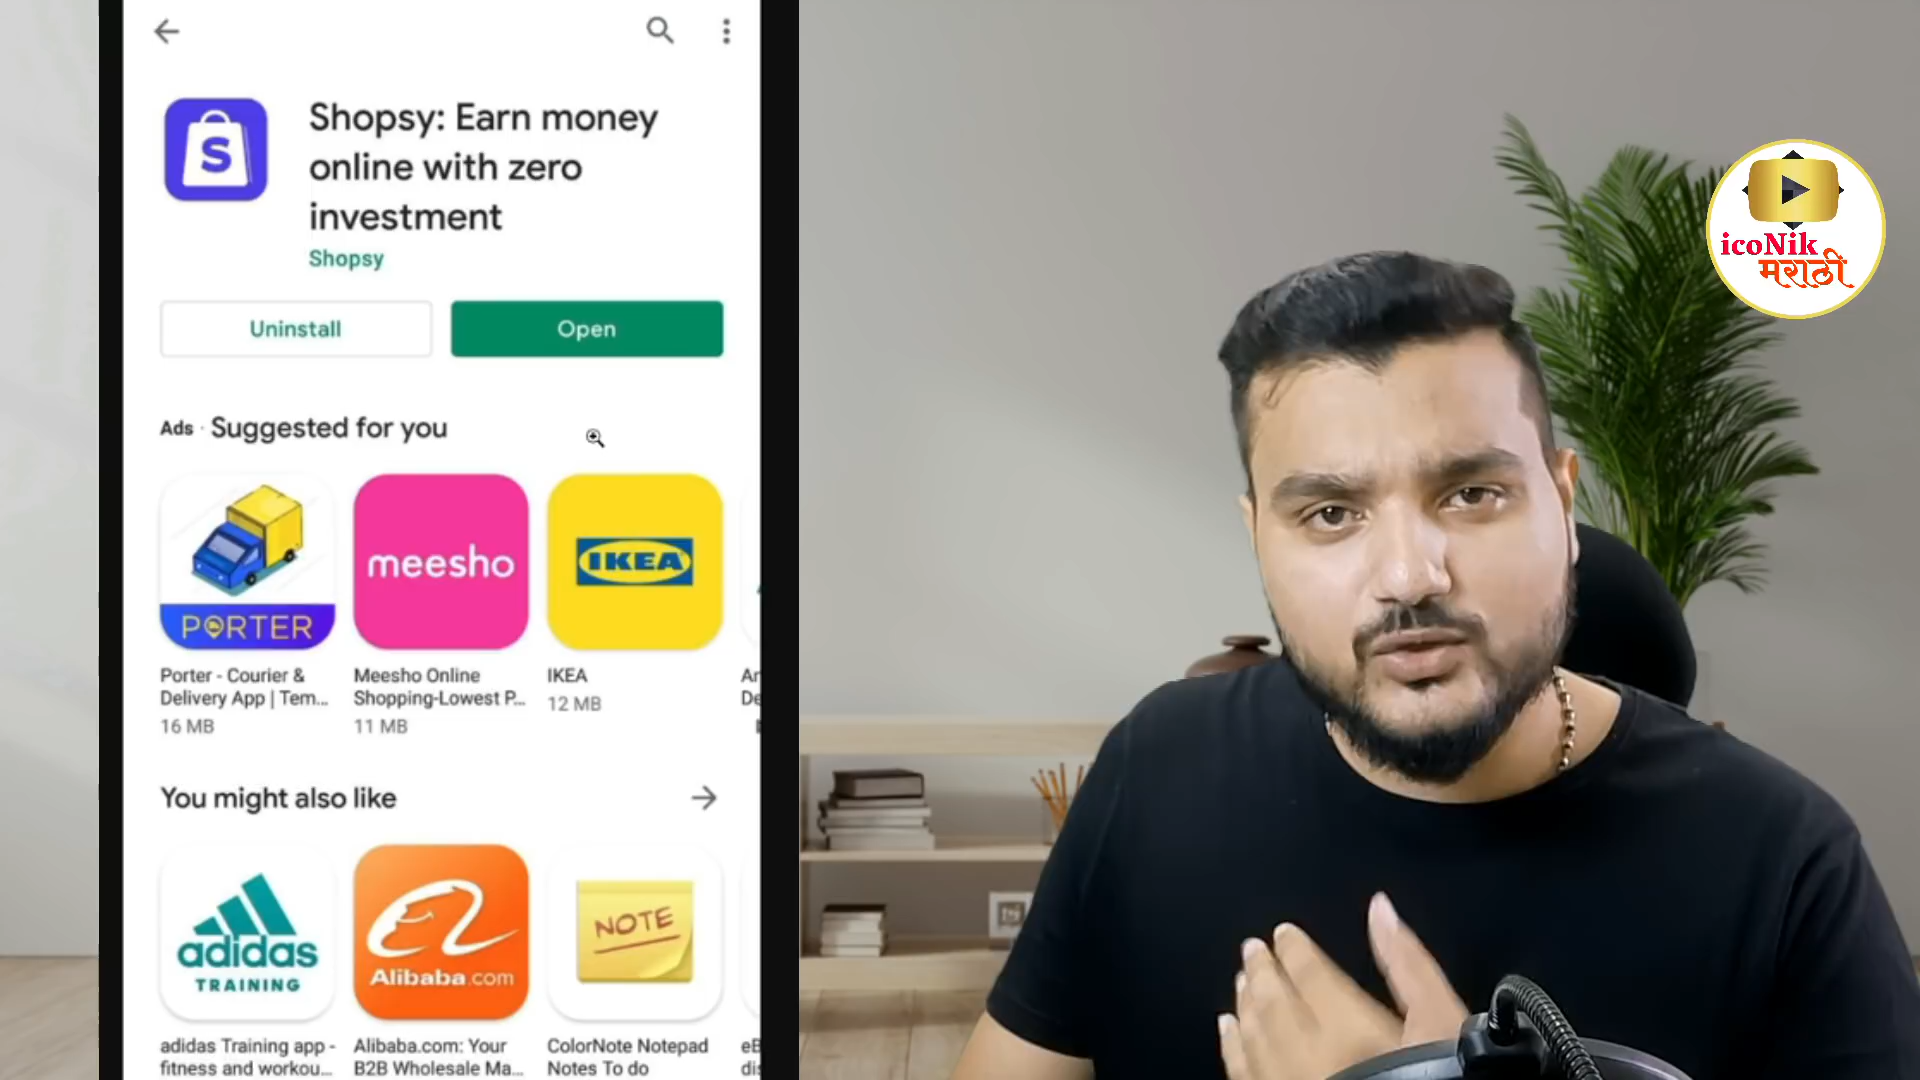 S
Shopsy: Earn money
online with zero
investment
Shopsy
Uninstall
Open
Ads · Suggested for you
PORTER
meesho
IKEA
Porter - Courier &
Delivery App | Tem...
16 MB
Meesho Online
Shopping-Lowest P...
11 MB
IKEA
12 MB
You might also like
adidas
TRAINING
Alibaba.com
NOTE
adidas Training app -
fitness and workou...
Alibaba.com: Your
B2B Wholesale Ma...
ColorNote Notepad
Notes To do
icoNik
मराठी